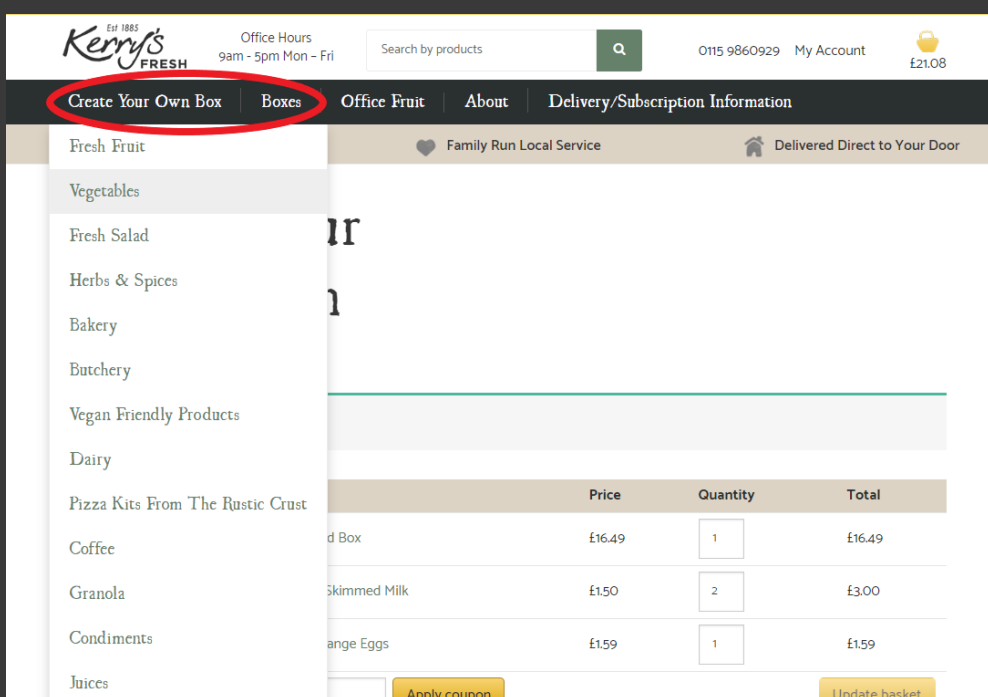 Est 1885
Kerry's
FRESH
Office Hours
9am - 5pm Mon – Fri
Search by products
0115 9860929 My Account
£21.08
Create Your Own Box Boxes Office Fruit About Delivery/Subscription Information
Family Run Local Service Delivered Direct to Your Door
Fresh Fruit
Vegetables
Fresh Salad
Herbs & Spices
Bakery
Butchery
Vegan Friendly Products
Dairy
Pizza Kits From The Rustic Crust
Coffee
Granola
Condiments
Juices
ur
n
Price Quantity Total
d Box £16.49 1 £16.49
Skimmed Milk £1.50 2 £3.00
ange Eggs £1.59 1 £1.59
Apply coupon Update basket